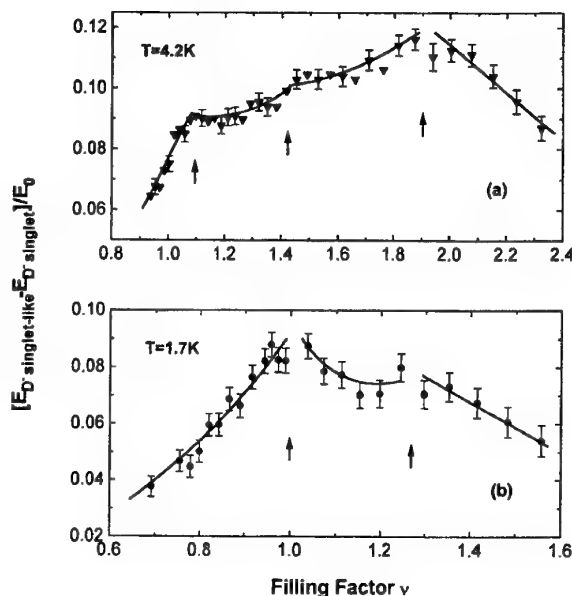 [E_D- singlet-like-E_D- singlet]/E_0
0.12
0.10
0.08
0.06
T=4.2K
(a)
0.8 1.0 1.2 1.4 1.6 1.8 2.0 2.2 2.4
0.10
0.08
0.06
0.04
0.02
T=1.7K
(b)
0.6 0.8 1.0 1.2 1.4 1.6
Filling Factor ν